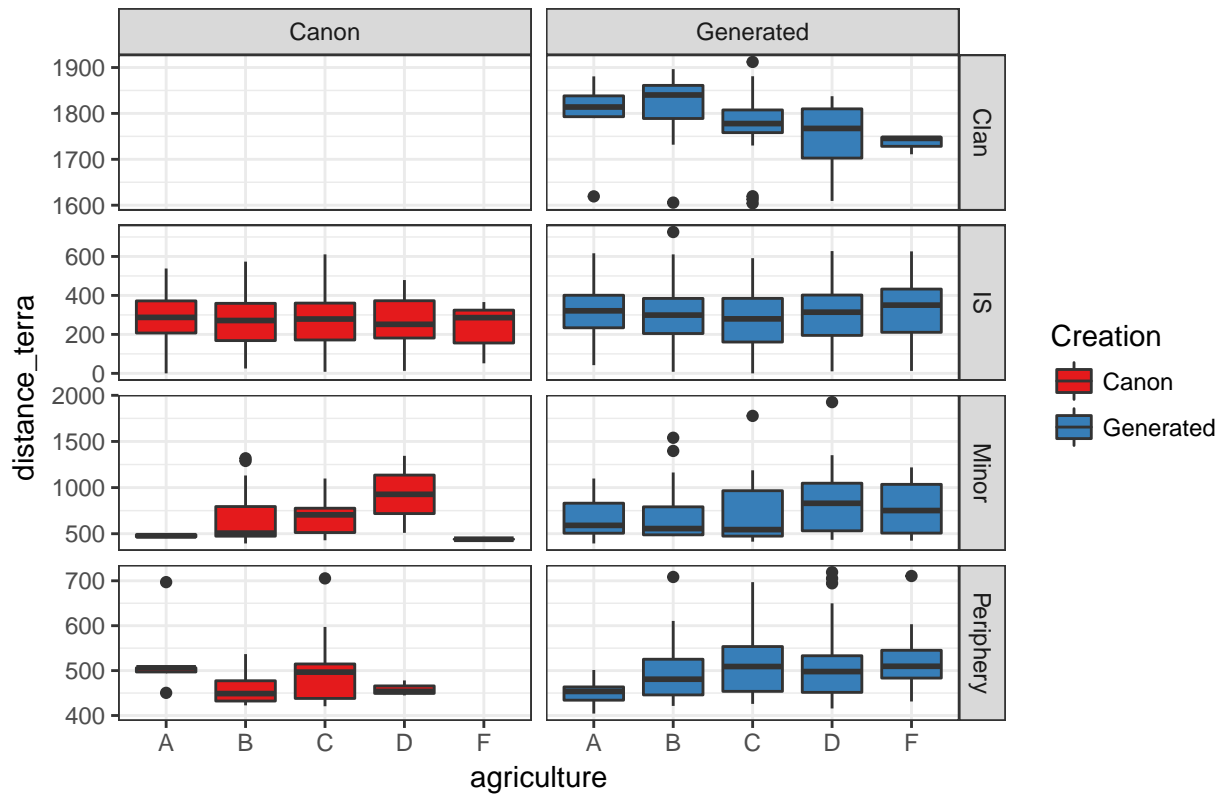 Canon
Generated
1900
1800
1700
1600
Clan
600
400
200
0
IS
2000
1500
1000
500
Minor
700
600
500
400
Periphery
distance_terra
A B C D F
A B C D F
agriculture
Creation
Canon
Generated